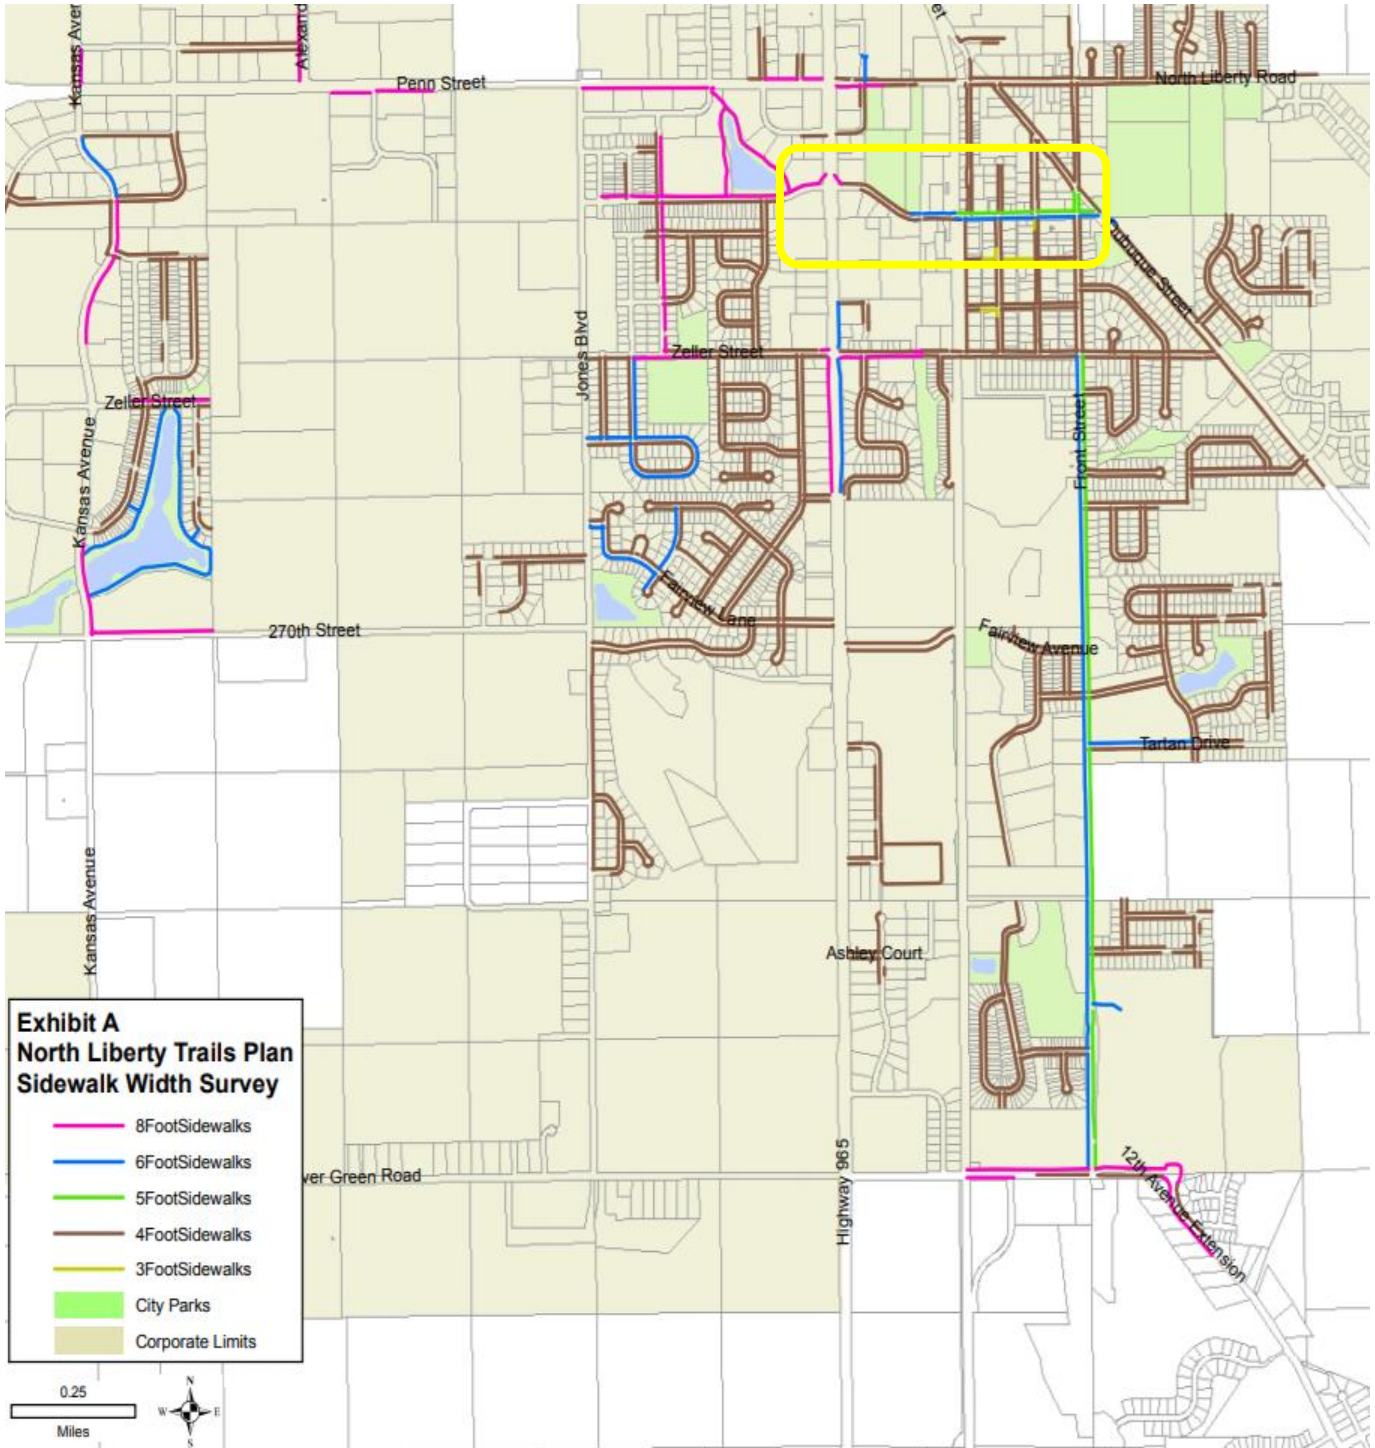 Kansas Aven
Alexand
et
Penn Street
North Liberty Road
Dubuque Street
Jones Blvd
Zeller Street
Zeller Street
Kansas Avenue
Front Street
Fairview Lane
270th Street
Fairview Avenue
Tartan Drive
Kansas Avenue
Ashley Court
Exhibit A
North Liberty Trails Plan
Sidewalk Width Survey
8FootSidewalks
6FootSidewalks
5FootSidewalks
4FootSidewalks
3FootSidewalks
City Parks
Corporate Limits
ver Green Road
Highway 965
12th Avenue Extension
0.25
Miles
N
W
E
S